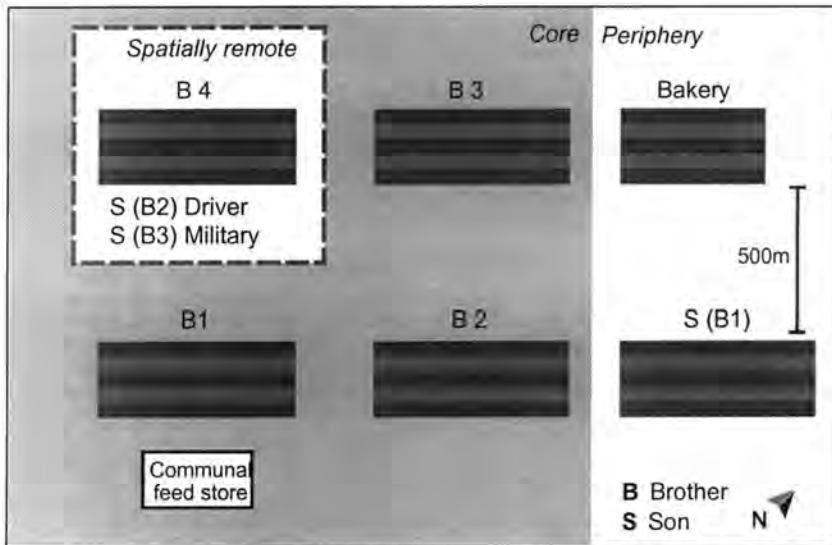 Spatially remote
Core
Periphery
B 4
B 3
Bakery
S (B2) Driver
S (B3) Military
500m
B1
B 2
S (B1)
Communal
feed store
B Brother
S Son
N